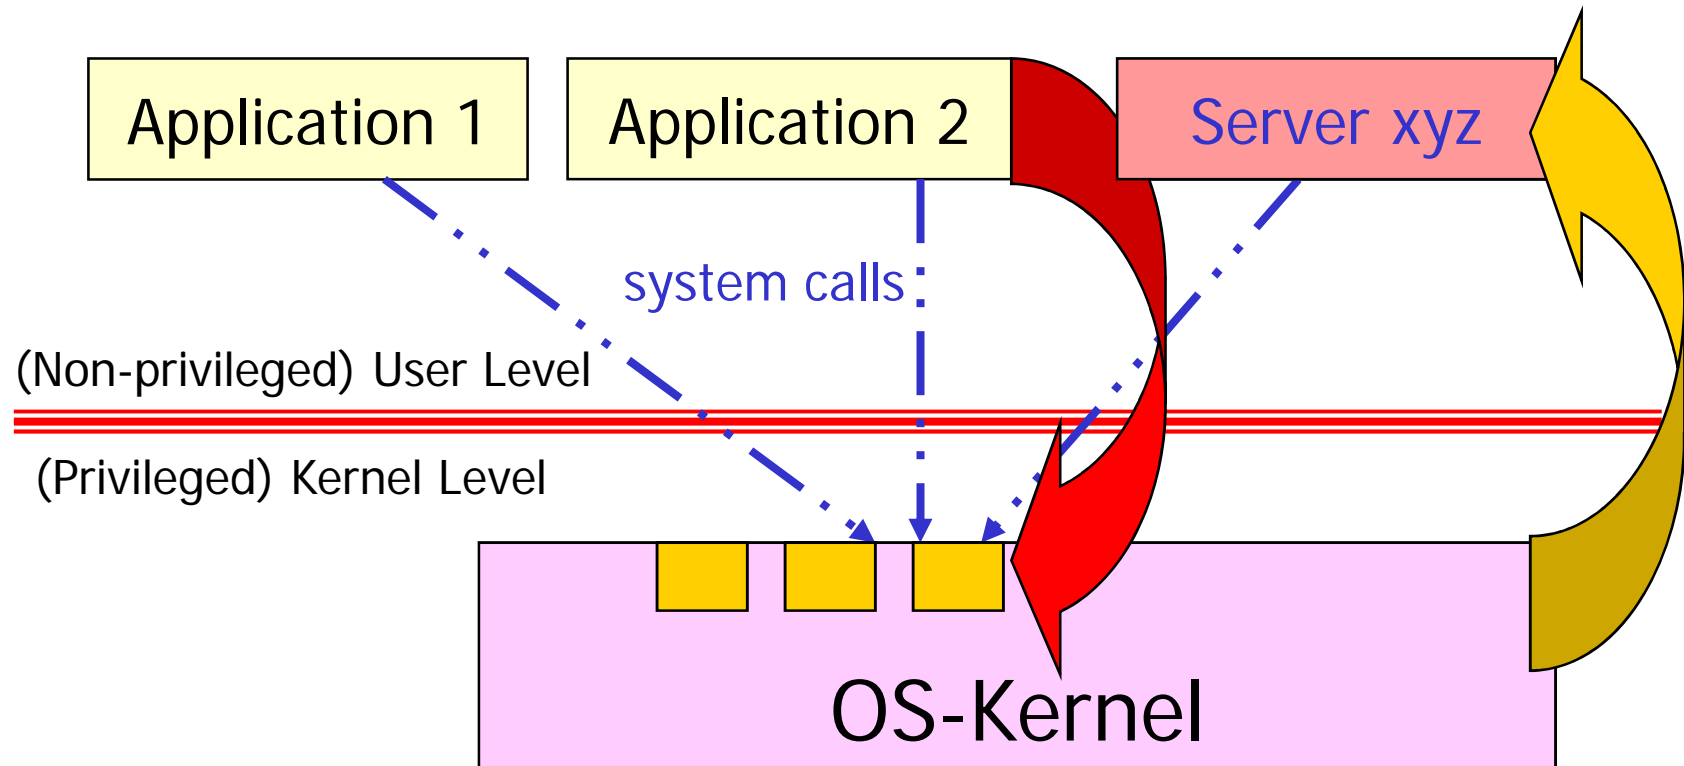 Application 1
Application 2
Server xyz
system calls
(Non-privileged) User Level
(Privileged) Kernel Level
OS-Kernel